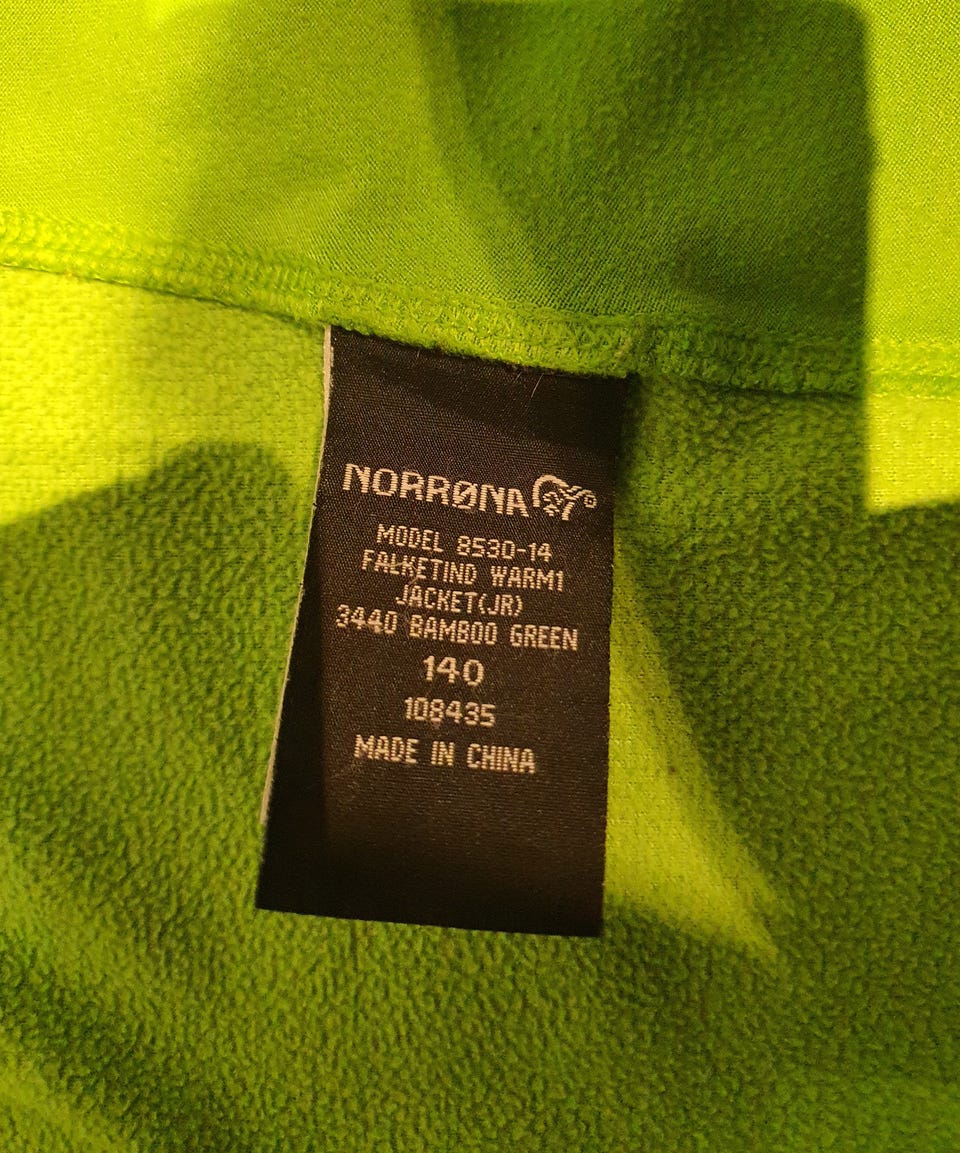 NORRØNA
MODEL 8530-14
FALKETIND WARM1
JACKET(JR)
3440 BAMBOO GREEN
140
108435
MADE IN CHINA